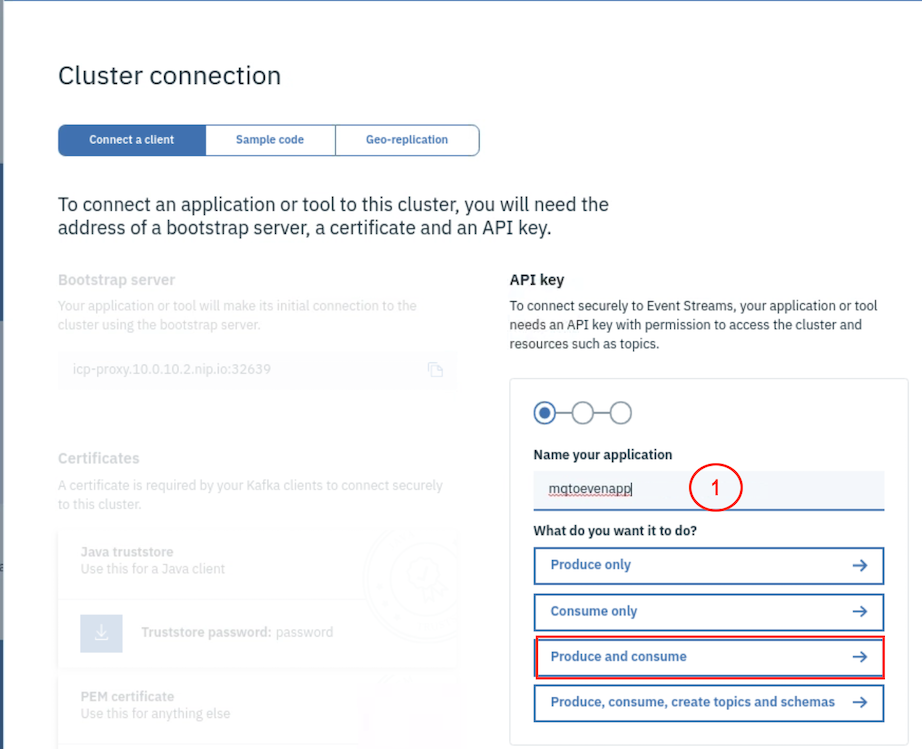 Cluster connection
Connect a client
Sample code
Geo-replication
To connect an application or tool to this cluster, you will need the
address of a bootstrap server, a certificate and an API key.
Bootstrap server
Your application or tool will make its initial connection to the
cluster using the bootstrap server.
icp-proxy.10.0.10.2.nip.io:32639
Certificates
A certificate is required by your Kafka clients to connect securely
to this cluster.
Java truststore
Use this for a Java client
Truststore password: password
PEM certificate
Use this for anything else
API key
To connect securely to Event Streams, your application or tool
needs an API key with permission to access the cluster and
resources such as topics.
Name your application
mqtoevenapp
1
What do you want it to do?
Produce only
Consume only
Produce and consume
Produce, consume, create topics and schemas